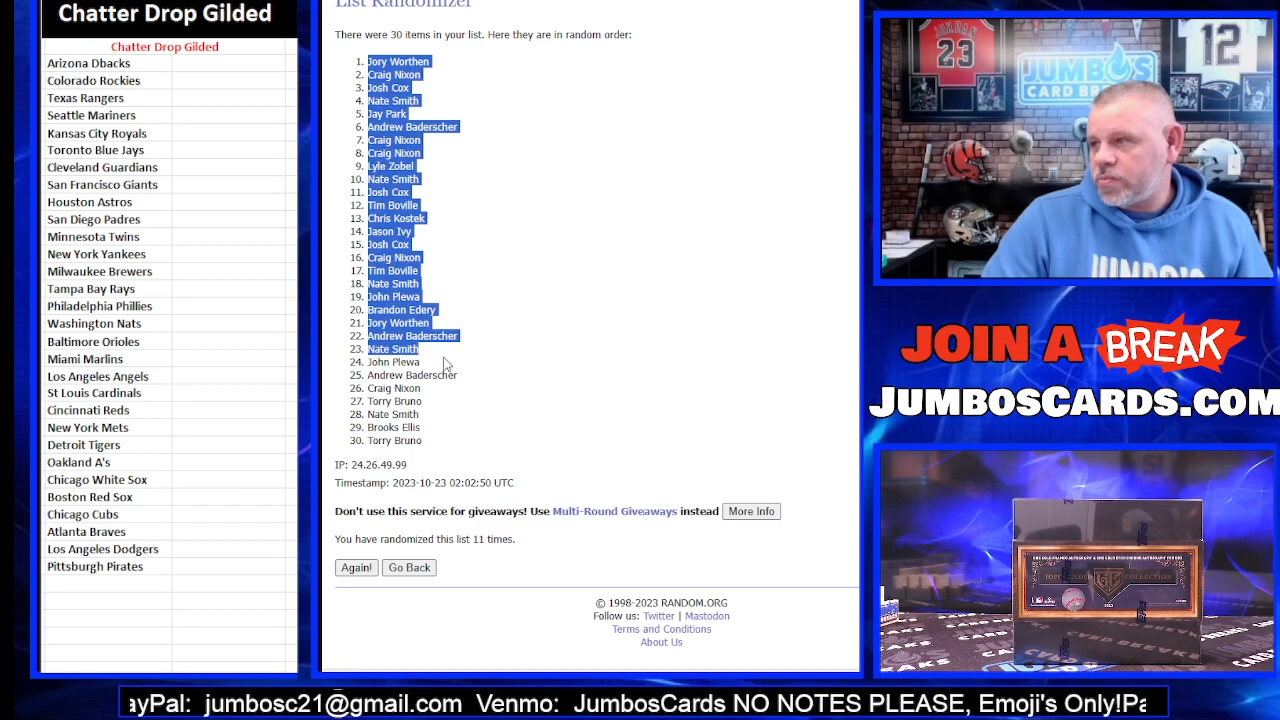 Chatter Drop Gilded
Chatter Drop Gilded
Arizona Dbacks
Colorado Rockies
Texas Rangers
Seattle Mariners
Kansas City Royals
Toronto Blue Jays
Cleveland Guardians
San Francisco Giants
Houston Astros
San Diego Padres
Minnesota Twins
New York Yankees
Milwaukee Brewers
Tampa Bay Rays
Philadelphia Phillies
Washington Nats
Baltimore Orioles
Miami Marlins
Los Angeles Angels
St Louis Cardinals
Cincinnati Reds
New York Mets
Detroit Tigers
Oakland A's
Chicago White Sox
Boston Red Sox
Chicago Cubs
Atlanta Braves
Los Angeles Dodgers
Pittsburgh Pirates
List Randomizer
There were 30 items in your list. Here they are in random order:
1. Jory Worthen
2. Craig Nixon
3. Josh Cox
4. Nate Smith
5. Jay Park
6. Andrew Baderscher
7. Craig Nixon
8. Craig Nixon
9. Lyle Zobel
10. Nate Smith
11. Josh Cox
12. Tim Boville
13. Chris Kostek
14. Jason Ivy
15. Josh Cox
16. Craig Nixon
17. Tim Boville
18. Nate Smith
19. John Plewa
20. Brandon Edery
21. Jory Worthen
22. Andrew Baderscher
23. Nate Smith
24. John Plewa
25. Andrew Baderscher
26. Craig Nixon
27. Torry Bruno
28. Nate Smith
29. Brooks Ellis
30. Torry Bruno
IP: 24.26.49.99
Timestamp: 2023-10-23 02:02:50 UTC
Don't use this service for giveaways! Use Multi-Round Giveaways instead More Info
You have randomized this list 11 times.
Again! Go Back
© 1998-2023 RANDOM.ORG
Follow us: Twitter | Mastodon
Terms and Conditions
About Us
23
JUMBOS
CARD BRE
12
JUMBO'S
JOIN A BREAK
JUMBOSCARDS.COM
TOPPS GILDED COLLECTION
ayPal: jumbosc21@gmail.com Venmo: JumbosCards NO NOTES PLEASE, Emoji's Only!Pa